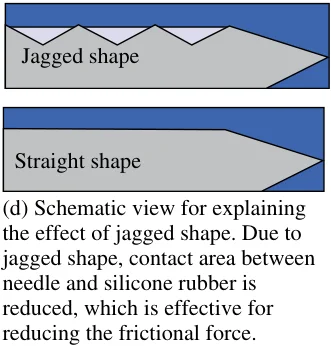 Jagged shape
Straight shape
(d) Schematic view for explaining
the effect of jagged shape. Due to
jagged shape, contact area between
needle and silicone rubber is
reduced, which is effective for
reducing the frictional force.